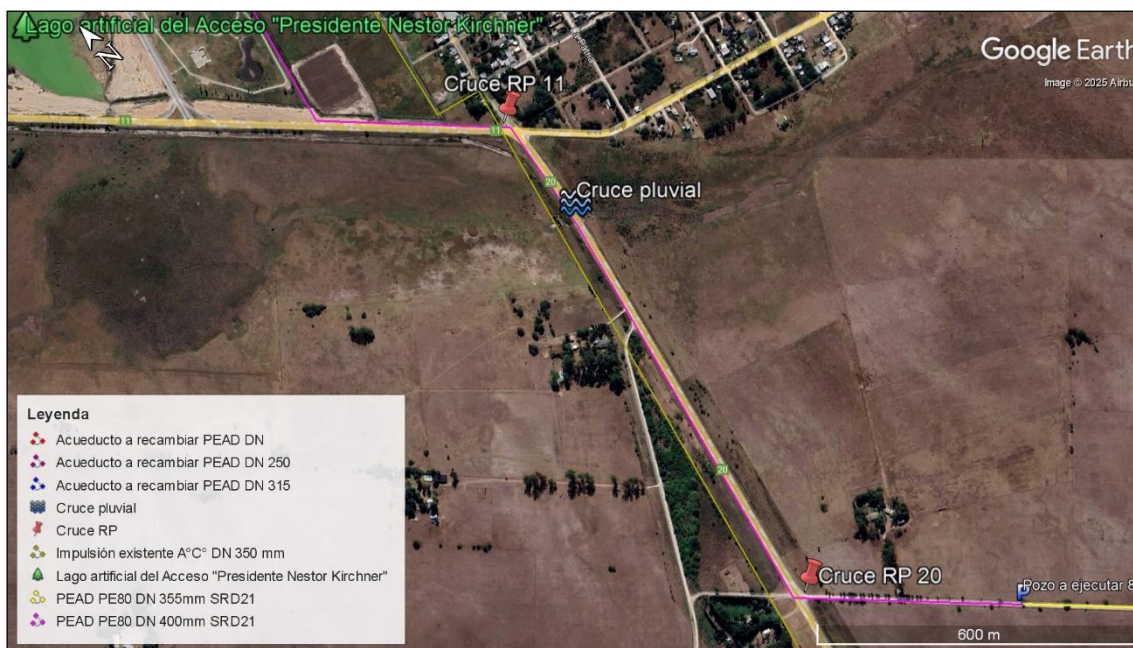 Lago artificial del Acceso "Presidente Nestor Kirchner"
N
Google Earth
Image © 2025 Airbu
Cruce RP 11
11
11
20
Cruce pluvial
20
Cruce RP 20
Pozo a ejecutar 8
600 m
Leyenda
Acueducto a recambiar PEAD DN
Acueducto a recambiar PEAD DN 250
Acueducto a recambiar PEAD DN 315
Cruce pluvial
Cruce RP
Impulsión existente A°C° DN 350 mm
Lago artificial del Acceso "Presidente Nestor Kirchner"
PEAD PE80 DN 355mm SRD21
PEAD PE80 DN 400mm SRD21